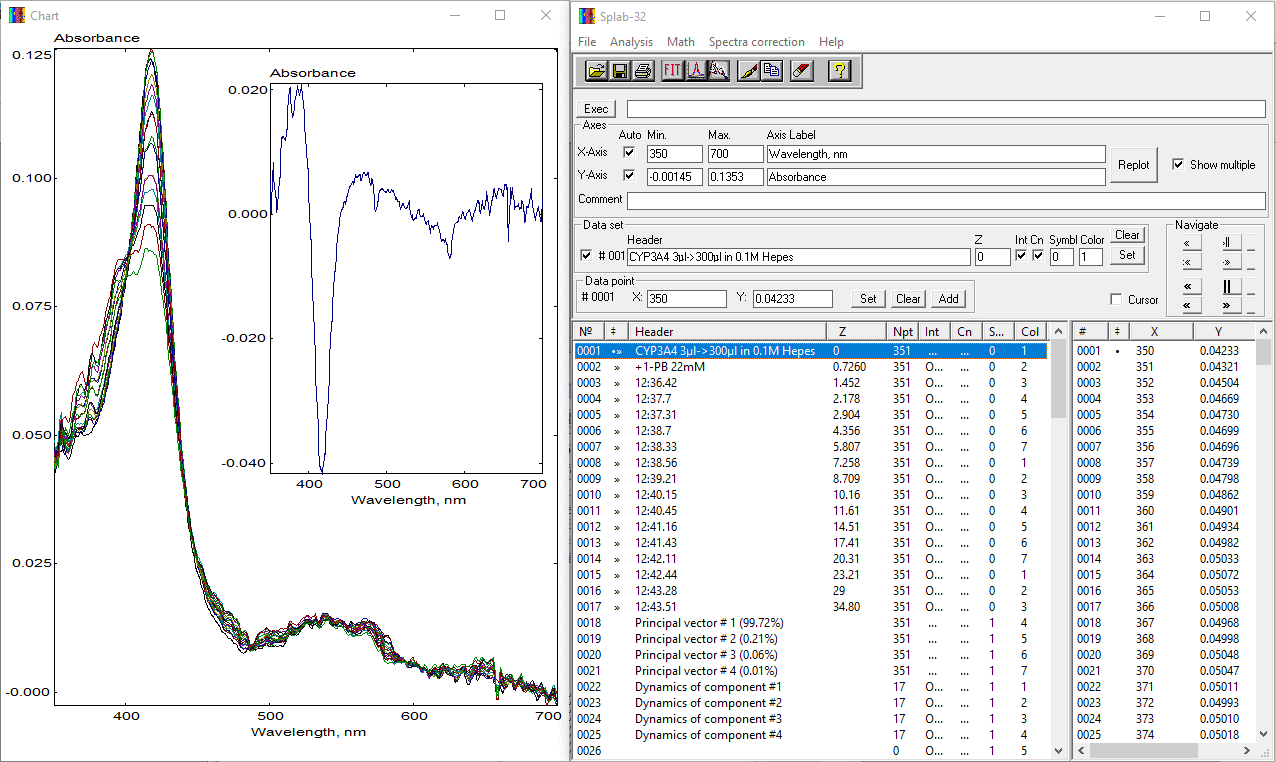 Chart
Absorbance
0.125
0.100
0.075
0.050
0.025
-0.000
400 500 600 700
Wavelength, nm
Absorbance
0.020
0.000
-0.020
-0.040
400 500 600 700
Wavelength, nm
Splab-32
File Analysis Math Spectra correction Help
FIT ?
Exec
Axes
Auto Min. Max. Axis Label
X-Axis 350 700 Wavelength, nm
Y-Axis -0.00145 0.1353 Absorbance
Replot Show multiple
Comment
Data set
Header Z Int Cn Symbl Color Clear
# 001 CYP3A4 3µl->300µl in 0.1M Hepes 0 0 1 Set
Data point
# 0001 X: 350 Y: 0.04233 Set Clear Add
Navigate
Cursor
Nº ‡ Header Z Npt Int Cn S... Col
0001 •» CYP3A4 3µl->300µl in 0.1M Hepes 0 351 ... ... 0 1
0002 » +1-PB 22mM 0.7260 351 O... ... 0 2
0003 » 12:36.42 1.452 351 O... ... 0 3
0004 » 12:37.7 2.178 351 O... ... 0 4
0005 » 12:37.31 2.904 351 O... ... 0 5
0006 » 12:38.7 4.356 351 O... ... 0 6
0007 » 12:38.33 5.807 351 O... ... 0 7
0008 » 12:38.56 7.258 351 O... ... 0 1
0009 » 12:39.21 8.709 351 O... ... 0 2
0010 » 12:40.15 10.16 351 O... ... 0 3
0011 » 12:40.45 11.61 351 O... ... 0 4
0012 » 12:41.16 14.51 351 O... ... 0 5
0013 » 12:41.43 17.41 351 O... ... 0 6
0014 » 12:42.11 20.31 351 O... ... 0 7
0015 » 12:42.44 23.21 351 O... ... 0 1
0016 » 12:43.28 29 351 O... ... 0 2
0017 » 12:43.51 34.80 351 O... ... 0 3
0018 Principal vector # 1 (99.72%) 351 ... ... 1 4
0019 Principal vector # 2 (0.21%) 351 ... ... 1 5
0020 Principal vector # 3 (0.06%) 351 ... ... 1 6
0021 Principal vector # 4 (0.01%) 351 ... ... 1 7
0022 Dynamics of component #1 17 O... ... 1 1
0023 Dynamics of component #2 17 O... ... 1 2
0024 Dynamics of component #3 17 O... ... 1 3
0025 Dynamics of component #4 17 O... ... 1 4
0026 0 O... ... 1 5
# ‡ X Y
0001 • 350 0.04233
0002 351 0.04321
0003 352 0.04504
0004 353 0.04669
0005 354 0.04730
0006 355 0.04699
0007 356 0.04696
0008 357 0.04739
0009 358 0.04798
0010 359 0.04862
0011 360 0.04901
0012 361 0.04934
0013 362 0.04982
0014 363 0.05033
0015 364 0.05072
0016 365 0.05053
0017 366 0.05008
0018 367 0.04968
0019 368 0.04998
0020 369 0.05048
0021 370 0.05047
0022 371 0.05011
0023 372 0.04993
0024 373 0.05010
0025 374 0.05018